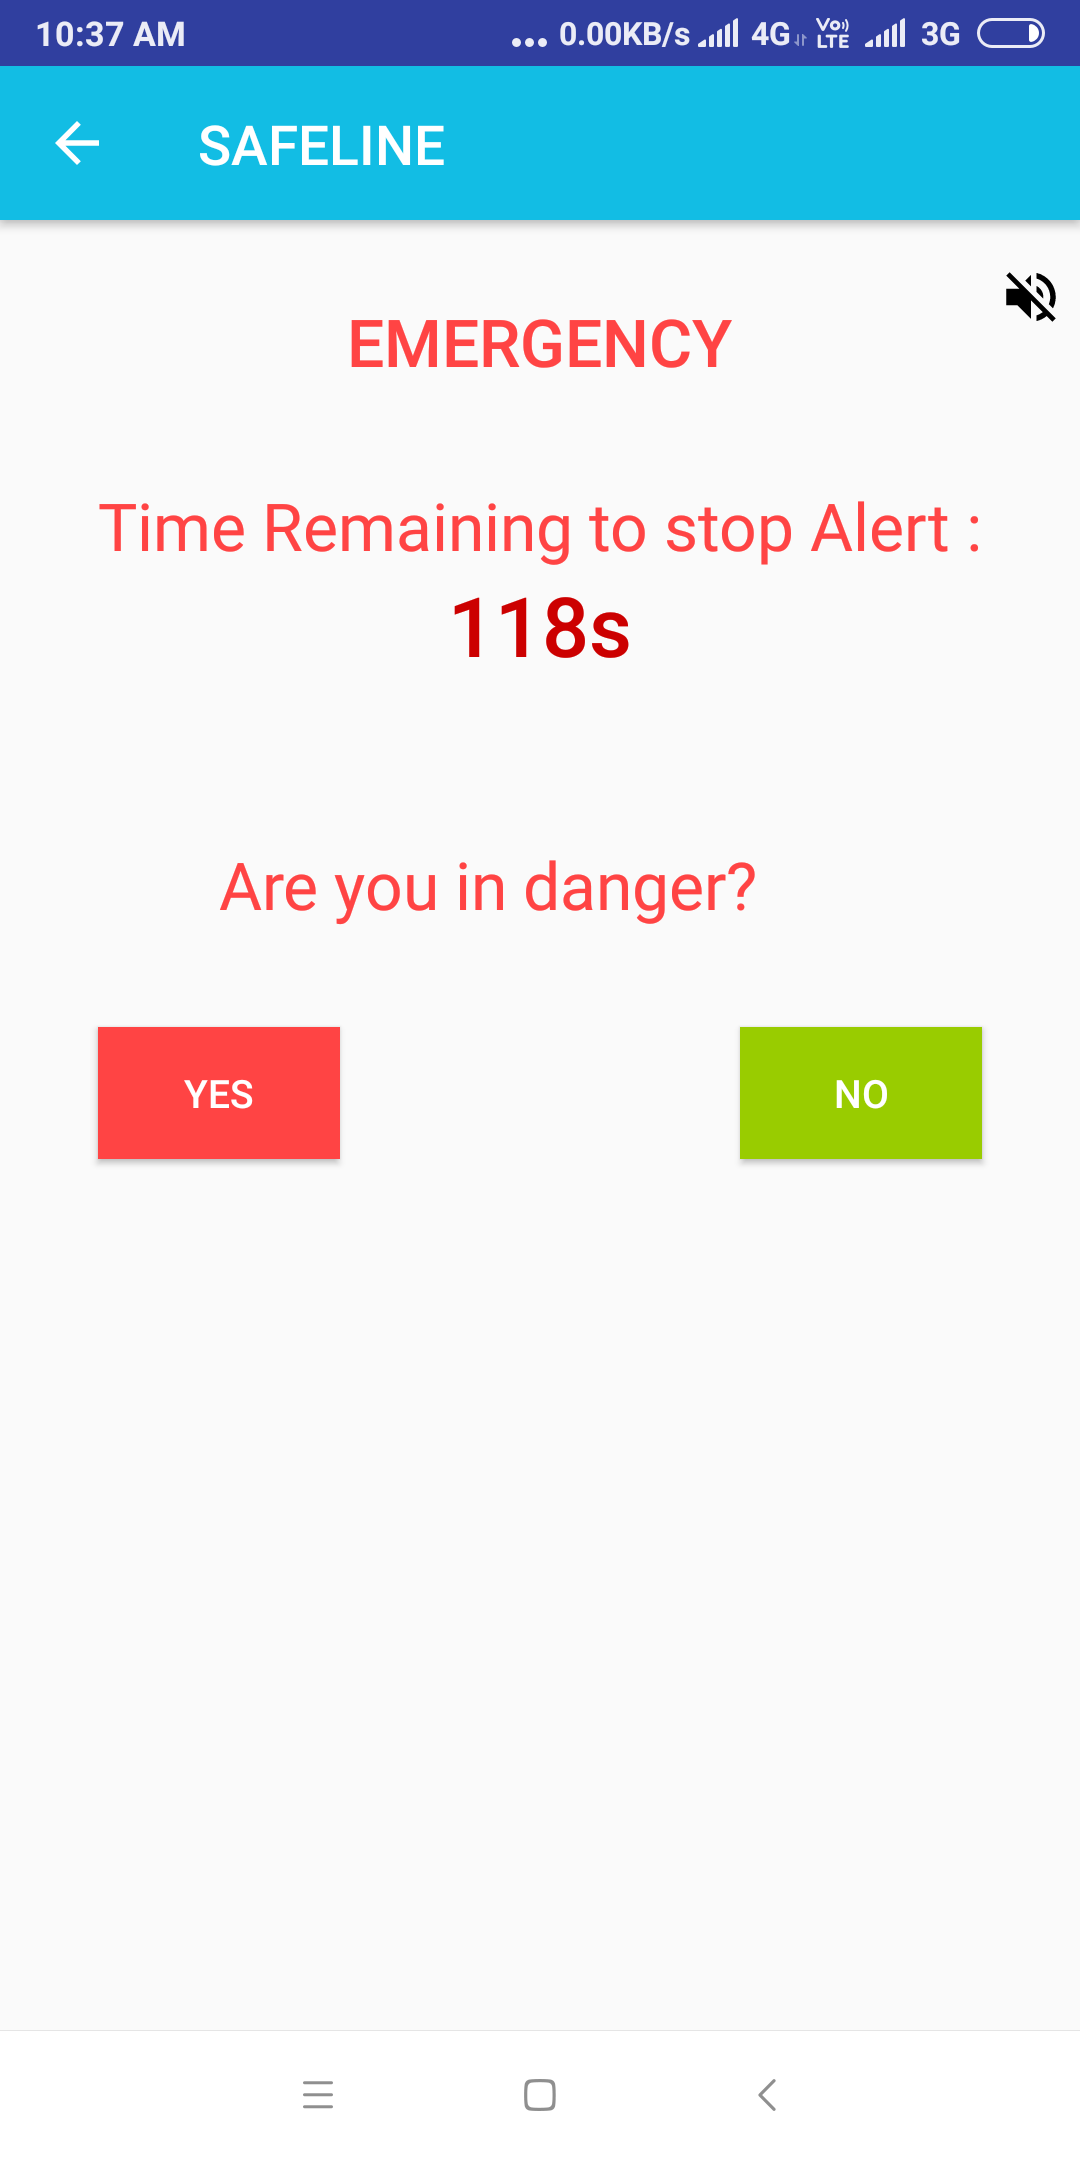 10:37 AM ... 0.00KB/s 4G Vo LTE 3G
SAFELINE
EMERGENCY
Time Remaining to stop Alert :
118s
Are you in danger?
YES NO